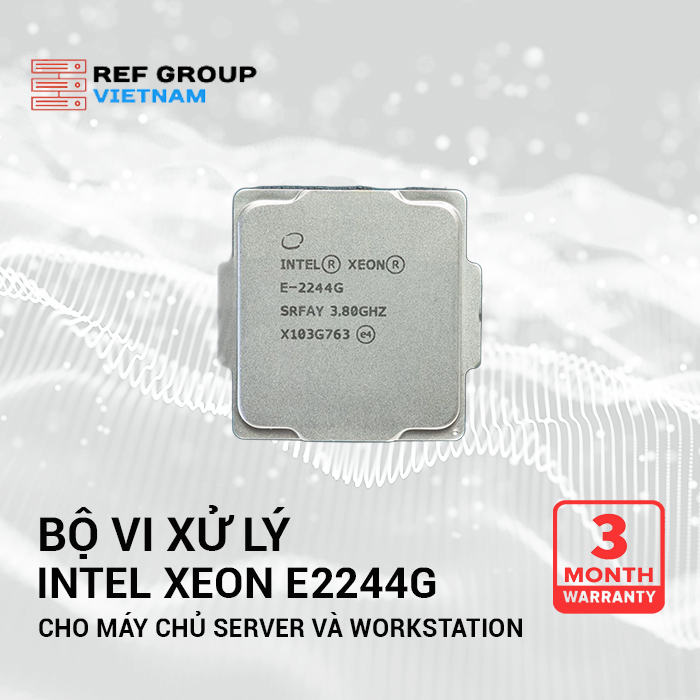 REF GROUP
VIETNAM
INTEL® XEON®
E-2244G
SRFAY 3.80GHZ
X103G763 e4
BỘ VI XỬ LÝ
INTEL XEON E2244G
CHO MÁY CHỦ SERVER VÀ WORKSTATION
3
MONTH
WARRANTY